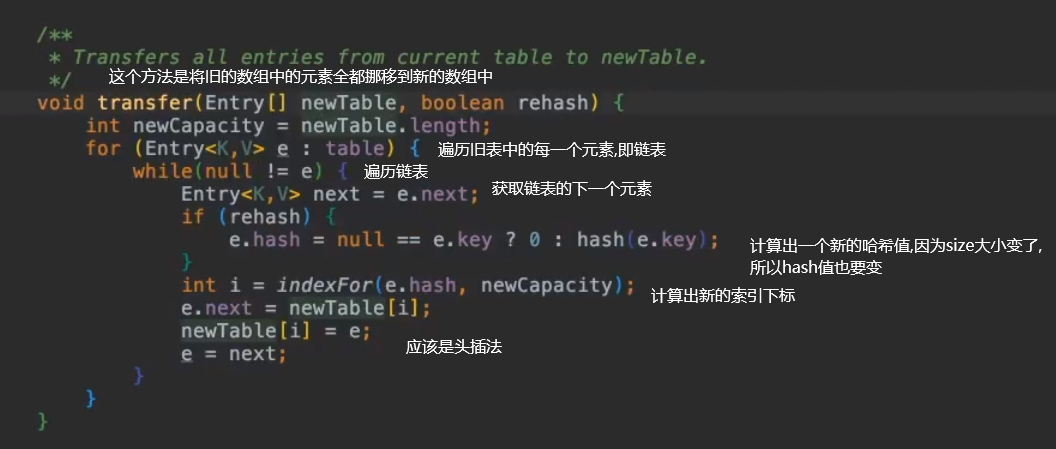 /**
* Transfers all entries from current table to newTable.
*/ 这个方法是将旧的数组中的元素全都挪移到新的数组中
void transfer(Entry[] newTable, boolean rehash) {
int newCapacity = newTable.length;
for (Entry<K,V> e : table) { 遍历旧表中的每一个元素,即链表
while(null != e) { 遍历链表
Entry<K,V> next = e.next; 获取链表的下一个元素
if (rehash) {
e.hash = null == e.key ? 0 : hash(e.key); 计算出一个新的哈希值,因为size大小变了,
所以hash值也要变
}
int i = indexFor(e.hash, newCapacity); 计算出新的索引下标
e.next = newTable[i];
newTable[i] = e;
应该是头插法
e = next;
}
}
}